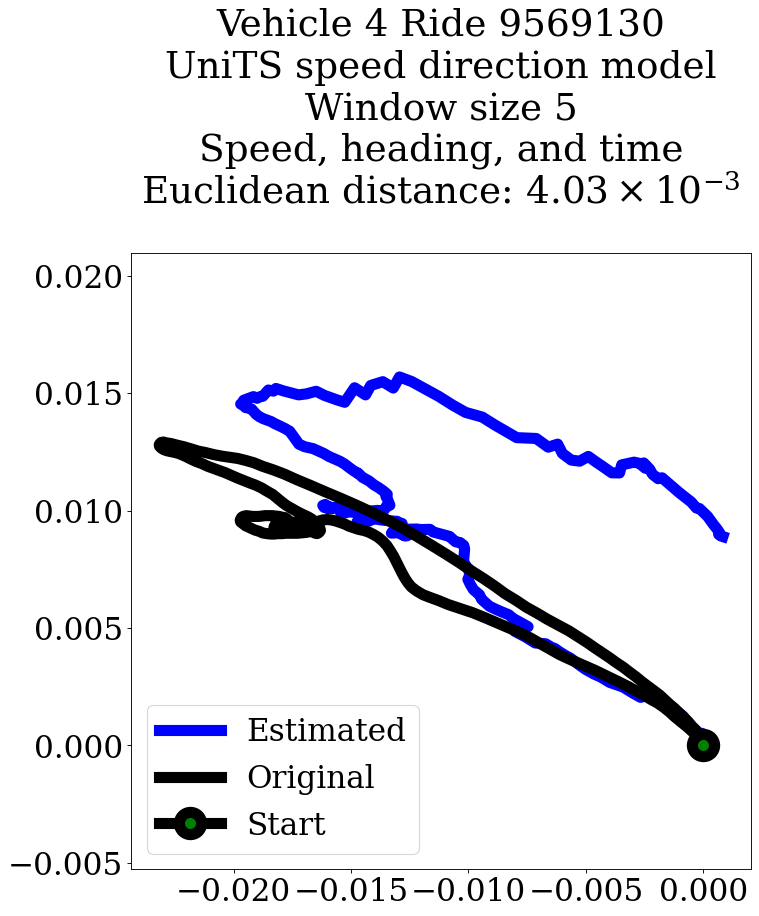 Vehicle 4 Ride 9569130
UniTS speed direction model
Window size 5
Speed, heading, and time
Euclidean distance: 4.03 × 10⁻³
0.020
0.015
0.010
0.005
0.000
−0.005
Estimated
Original
Start
−0.020 −0.015 −0.010 −0.005 0.000